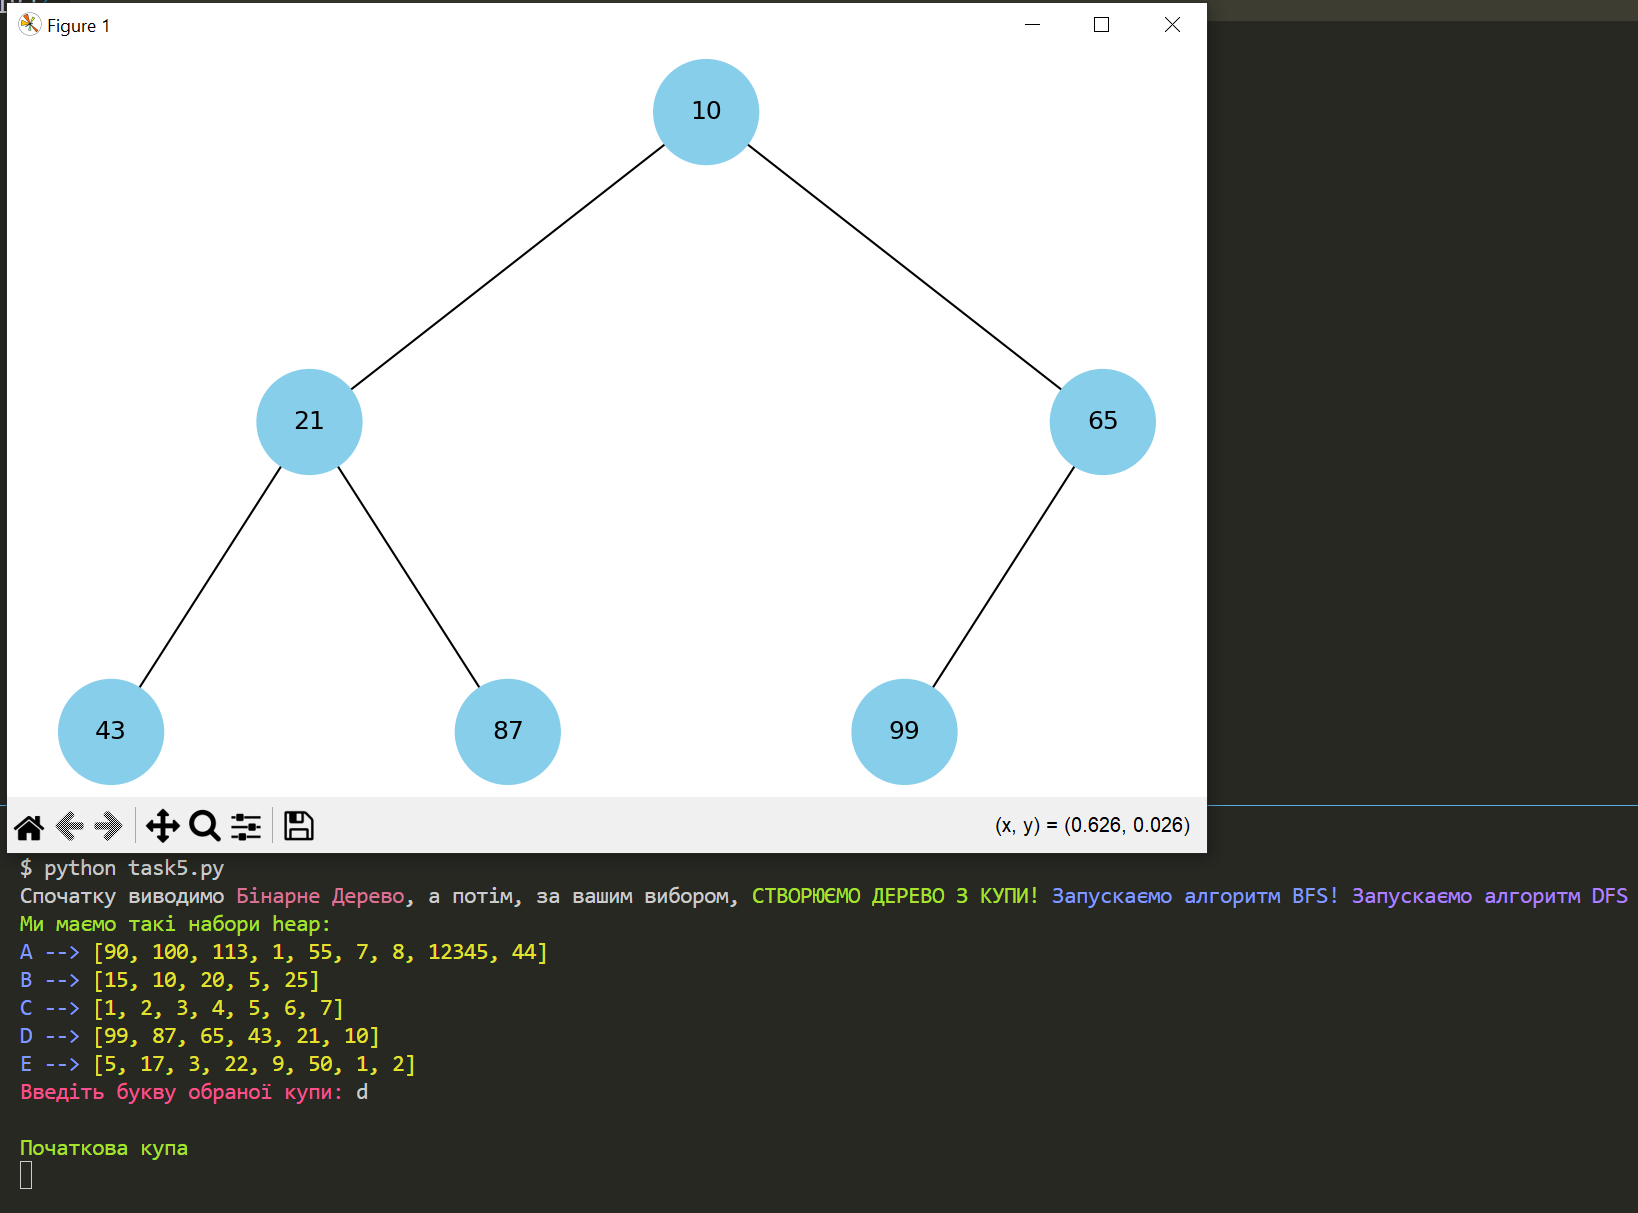 Figure 1
10
21
65
43
87
99
(x, y) = (0.626, 0.026)
$ python task5.py
Спочатку виводимо Бінарне Дерево, а потім, за вашим вибором, СТВОРЮЄМО ДЕРЕВО З КУПИ! Запускаємо алгоритм BFS! Запускаємо алгоритм DFS
Ми маємо такі набори heap:
A --> [90, 100, 113, 1, 55, 7, 8, 12345, 44]
B --> [15, 10, 20, 5, 25]
C --> [1, 2, 3, 4, 5, 6, 7]
D --> [99, 87, 65, 43, 21, 10]
E --> [5, 17, 3, 22, 9, 50, 1, 2]
Введіть букву обраної купи: d
Початкова купа